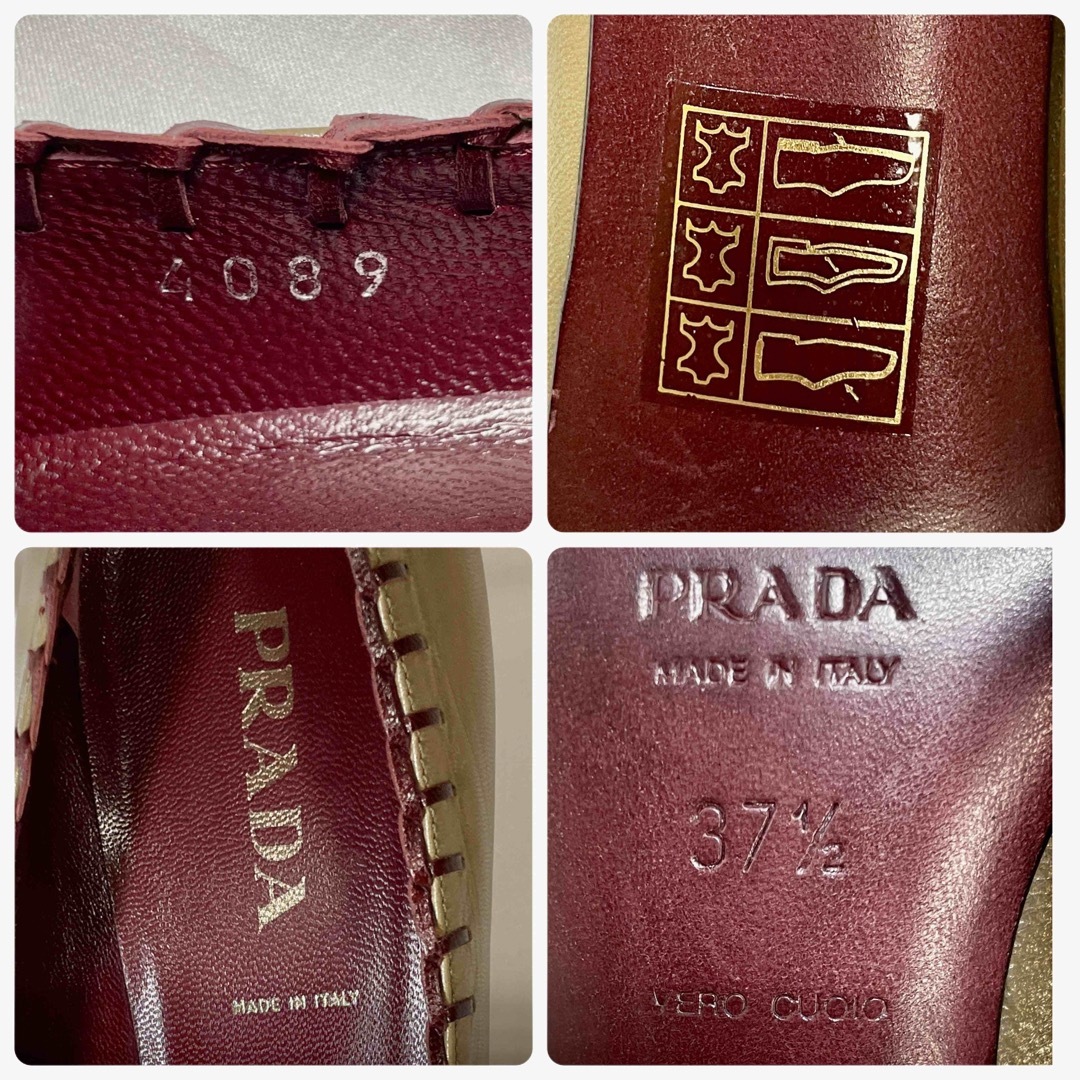 4089
PRADA
MADE IN ITALY
PRADA
MADE IN ITALY
37½
VERO CUOIO